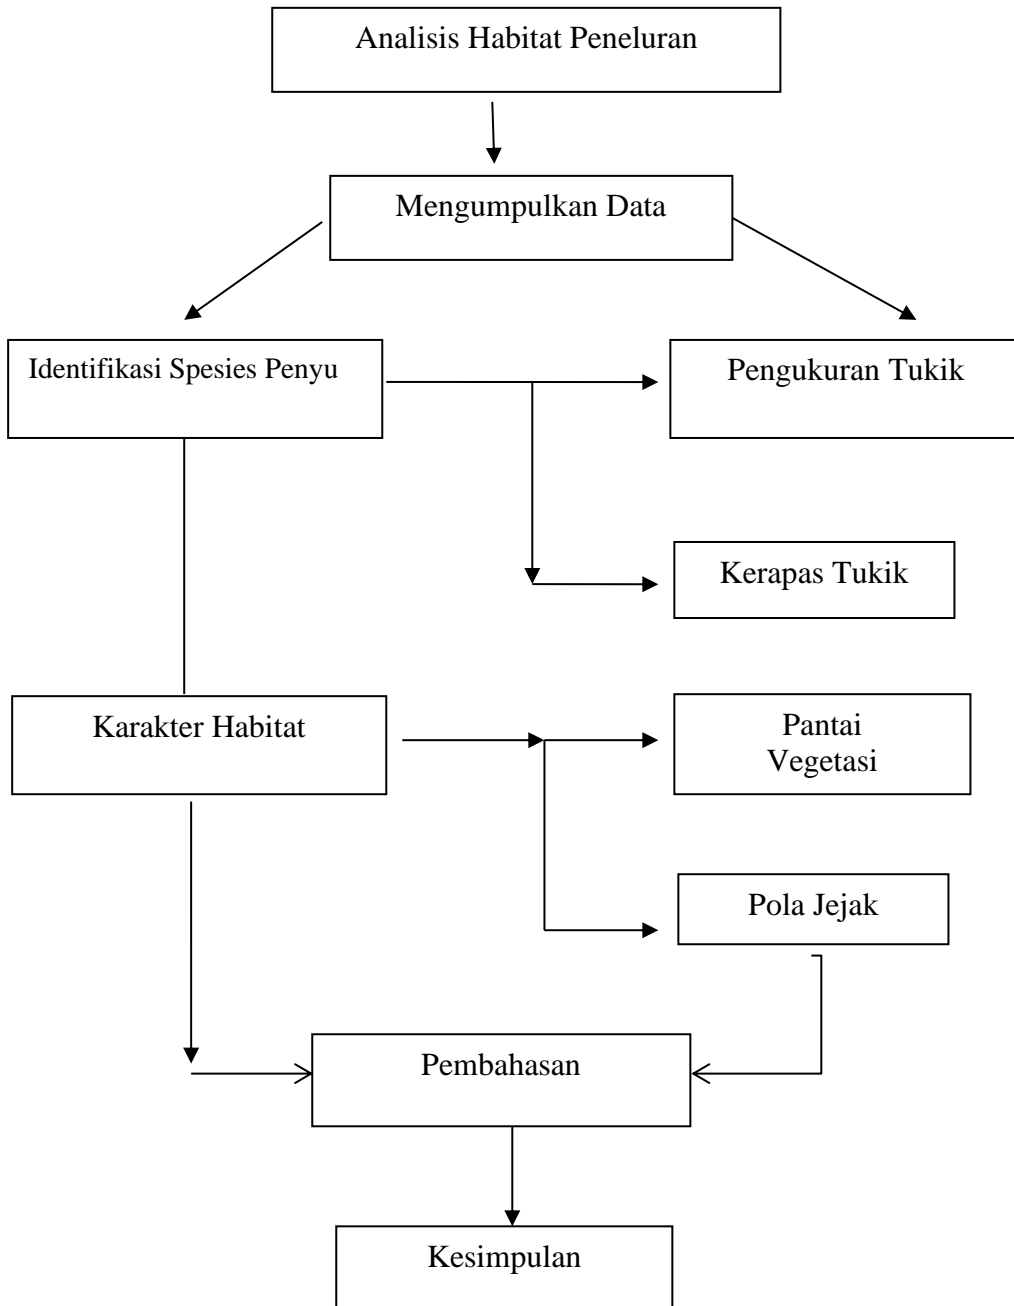 Analisis Habitat Peneluran
Mengumpulkan Data
Identifikasi Spesies Penyu
Pengukuran Tukik
Kerapas Tukik
Karakter Habitat
Pantai
Vegetasi
Pola Jejak
Pembahasan
Kesimpulan